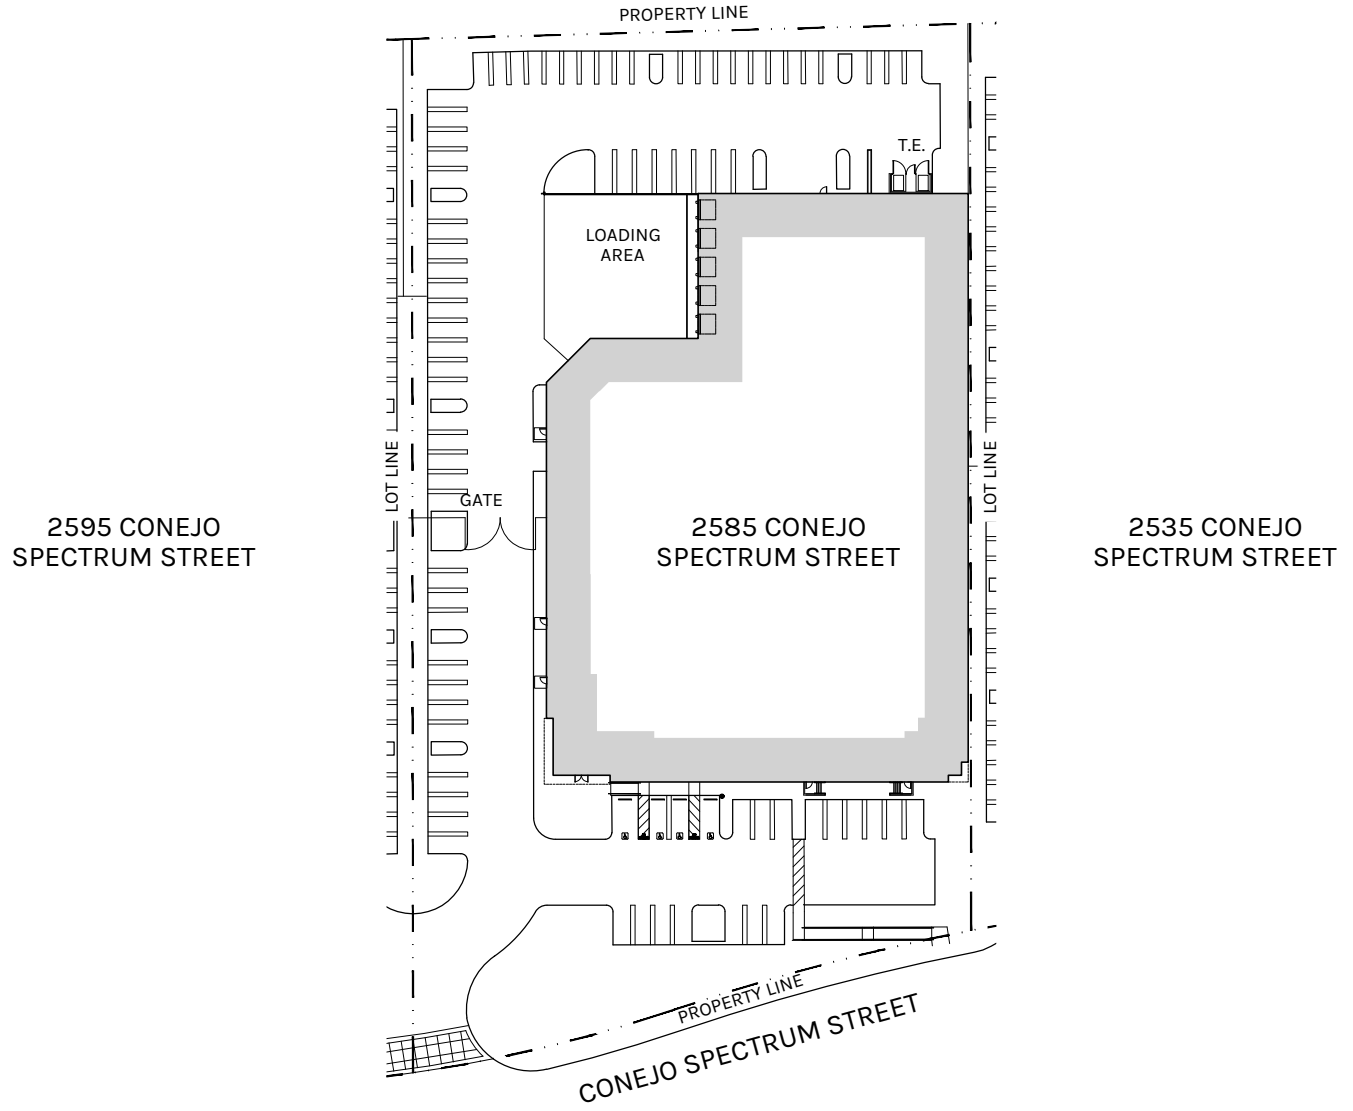 PROPERTY LINE
T.E.
LOADING
AREA
LOT LINE
LOT LINE
GATE
2595 CONEJO
SPECTRUM STREET
2585 CONEJO
SPECTRUM STREET
2535 CONEJO
SPECTRUM STREET
PROPERTY LINE
CONEJO SPECTRUM STREET